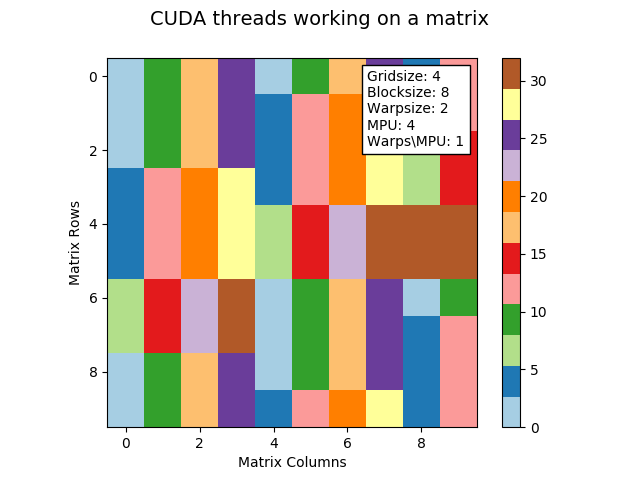 CUDA threads working on a matrix
Gridsize: 4
Blocksize: 8
Warpsize: 2
MPU: 4
Warps\MPU: 1
Matrix Rows
0
2
4
6
8
0 2 4 6 8
Matrix Columns
30
25
20
15
10
5
0